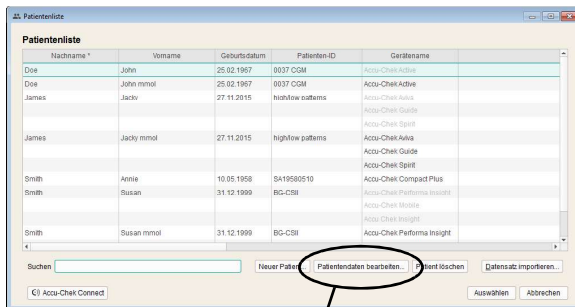 Patientenliste
Patientenliste
Nachname * Vorname Geburtsdatum Patienten-ID Gerätename
Doe John 25.02.1967 0037 CGM Accu-Chek Active
Doe John mmol 25.02.1967 0037 CGM Accu-Chek Active
James Jacky 27.11.2015 high/low patterns Accu-Chek Aviva
Accu-Chek Guide
Accu-Chek Spirit
James Jacky mmol 27.11.2015 high/low patterns Accu-Chek Aviva
Accu-Chek Guide
Accu-Chek Spirit
Smith Annie 10.05.1958 SA19580510 Accu-Chek Compact Plus
Smith Susan 31.12.1999 BG-CSII Accu-Chek Performa Insight
Accu-Chek Mobile
Accu-Chek Insight
Smith Susan mmol 31.12.1999 BG-CSII Accu-Chek Performa Insight
Suchen Neuer Patien... Patientendaten bearbeiten... Patient löschen Datensatz importieren...
Accu-Chek Connect Auswählen Abbrechen